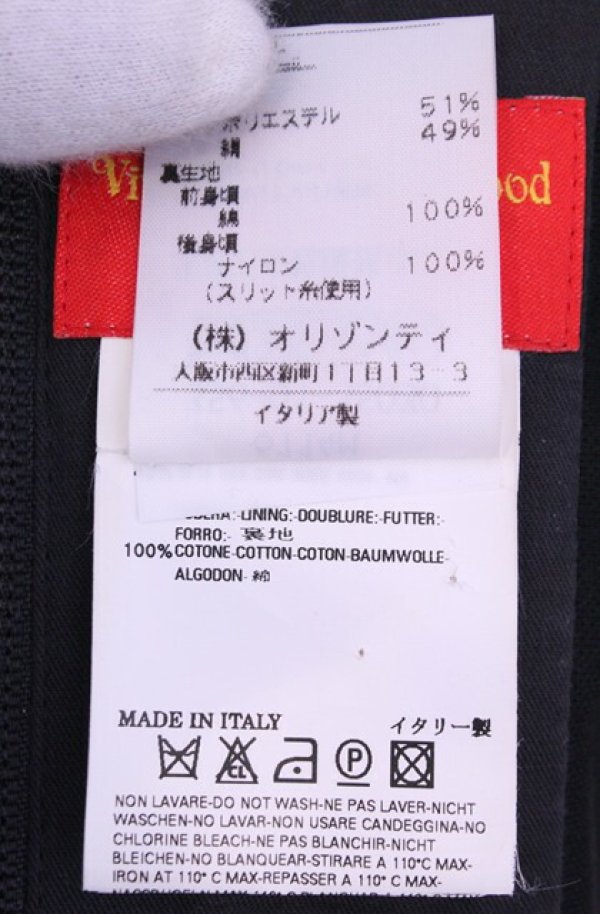 ポリエステル 51%
綿 49%
裏生地
前身頃
綿 100%
後身頃
ナイロン 100%
(スリット糸使用)
(株) オリゾンティ
大阪市西区新町1丁目13-3
イタリア製
Vi ood
LINING: DOUBLURE: FUTTER:
FORRO: 裏地
100% COTONE-COTTON-COTON-BAUMWOLLE-
ALGODON- 綿
MADE IN ITALY イタリー製
CL P
NON LAVARE-DO NOT WASH-NE PAS LAVER-NICHT
WASCHEN-NO LAVAR-NON USARE CANDEGGINA-NO
CHLORINE BLEACH-NE PAS BLANCHIR-NICHT
BLEICHEN-NO BLANQUEAR-STIRARE A 110°C MAX-
IRON AT 110° C MAX-REPASSER A 110°C MAX-